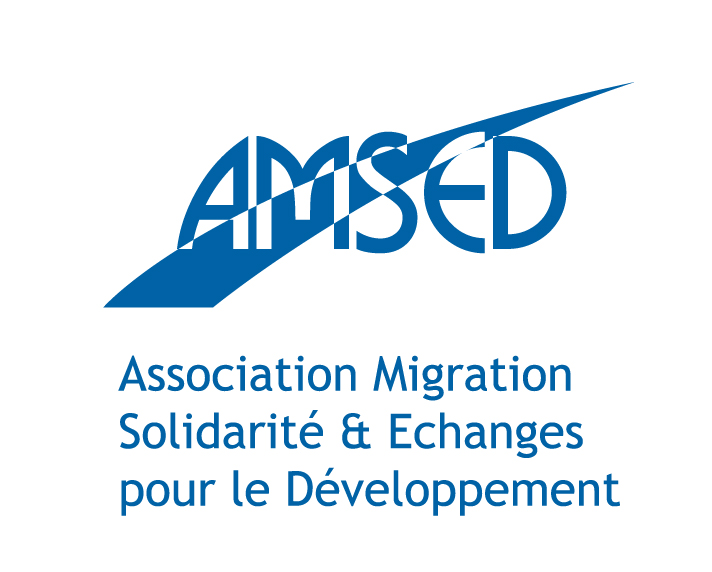 AMSED
Association Migration
Solidarité & Echanges
pour le Développement